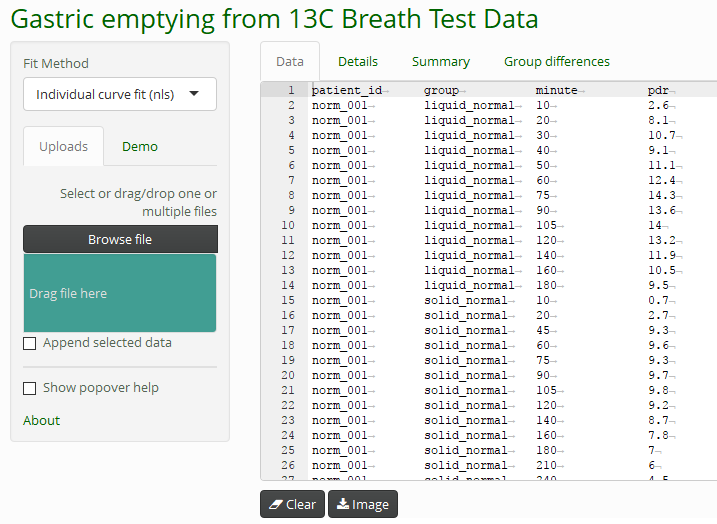 Gastric emptying from 13C Breath Test Data
Fit Method
Individual curve fit (nls)
Uploads Demo
Select or drag/drop one or
multiple files
Browse file
Drag file here
Append selected data
Show popover help
About
Data Details Summary Group differences
1 patient_id group minute pdr
2 norm_001 liquid_normal 10 2.6
3 norm_001 liquid_normal 20 8.1
4 norm_001 liquid_normal 30 10.7
5 norm_001 liquid_normal 40 9.1
6 norm_001 liquid_normal 50 11.1
7 norm_001 liquid_normal 60 12.4
8 norm_001 liquid_normal 75 14.3
9 norm_001 liquid_normal 90 13.6
10 norm_001 liquid_normal 105 14
11 norm_001 liquid_normal 120 13.2
12 norm_001 liquid_normal 140 11.9
13 norm_001 liquid_normal 160 10.5
14 norm_001 liquid_normal 180 9.5
15 norm_001 solid_normal 10 0.7
16 norm_001 solid_normal 20 2.7
17 norm_001 solid_normal 45 9.3
18 norm_001 solid_normal 60 9.6
19 norm_001 solid_normal 75 9.3
20 norm_001 solid_normal 90 9.7
21 norm_001 solid_normal 105 9.8
22 norm_001 solid_normal 120 9.2
23 norm_001 solid_normal 140 8.7
24 norm_001 solid_normal 160 7.8
25 norm_001 solid_normal 180 7
26 norm_001 solid_normal 210 6
27 norm_001 solid_normal 240 4.5
Clear Image